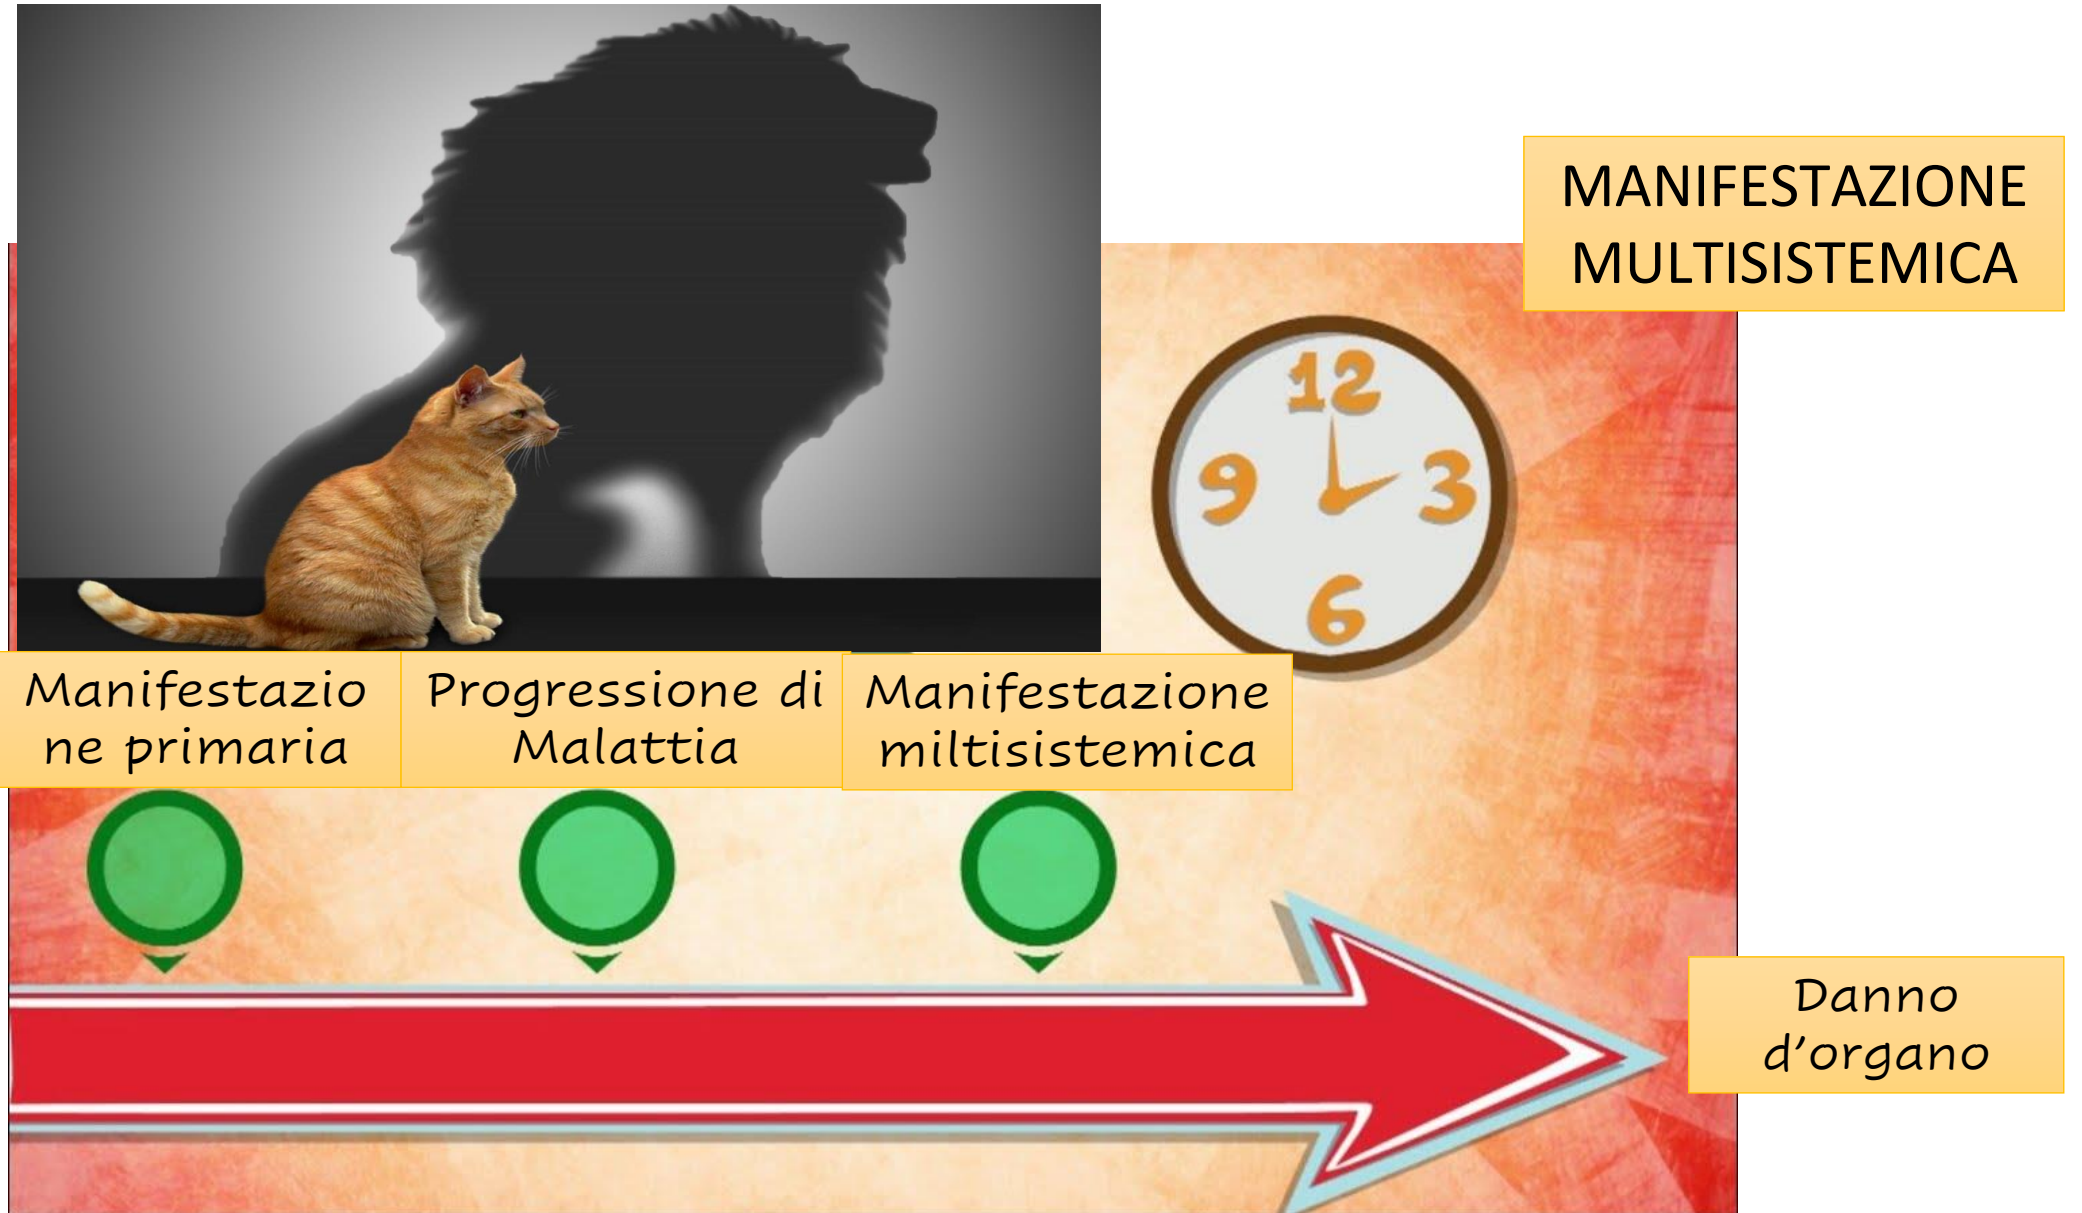 MANIFESTAZIONE
MULTISISTEMICA
12
9
3
6
Manifestazio
ne primaria
Progressione di
Malattia
Manifestazione
miltisistemica
Danno
d'organo